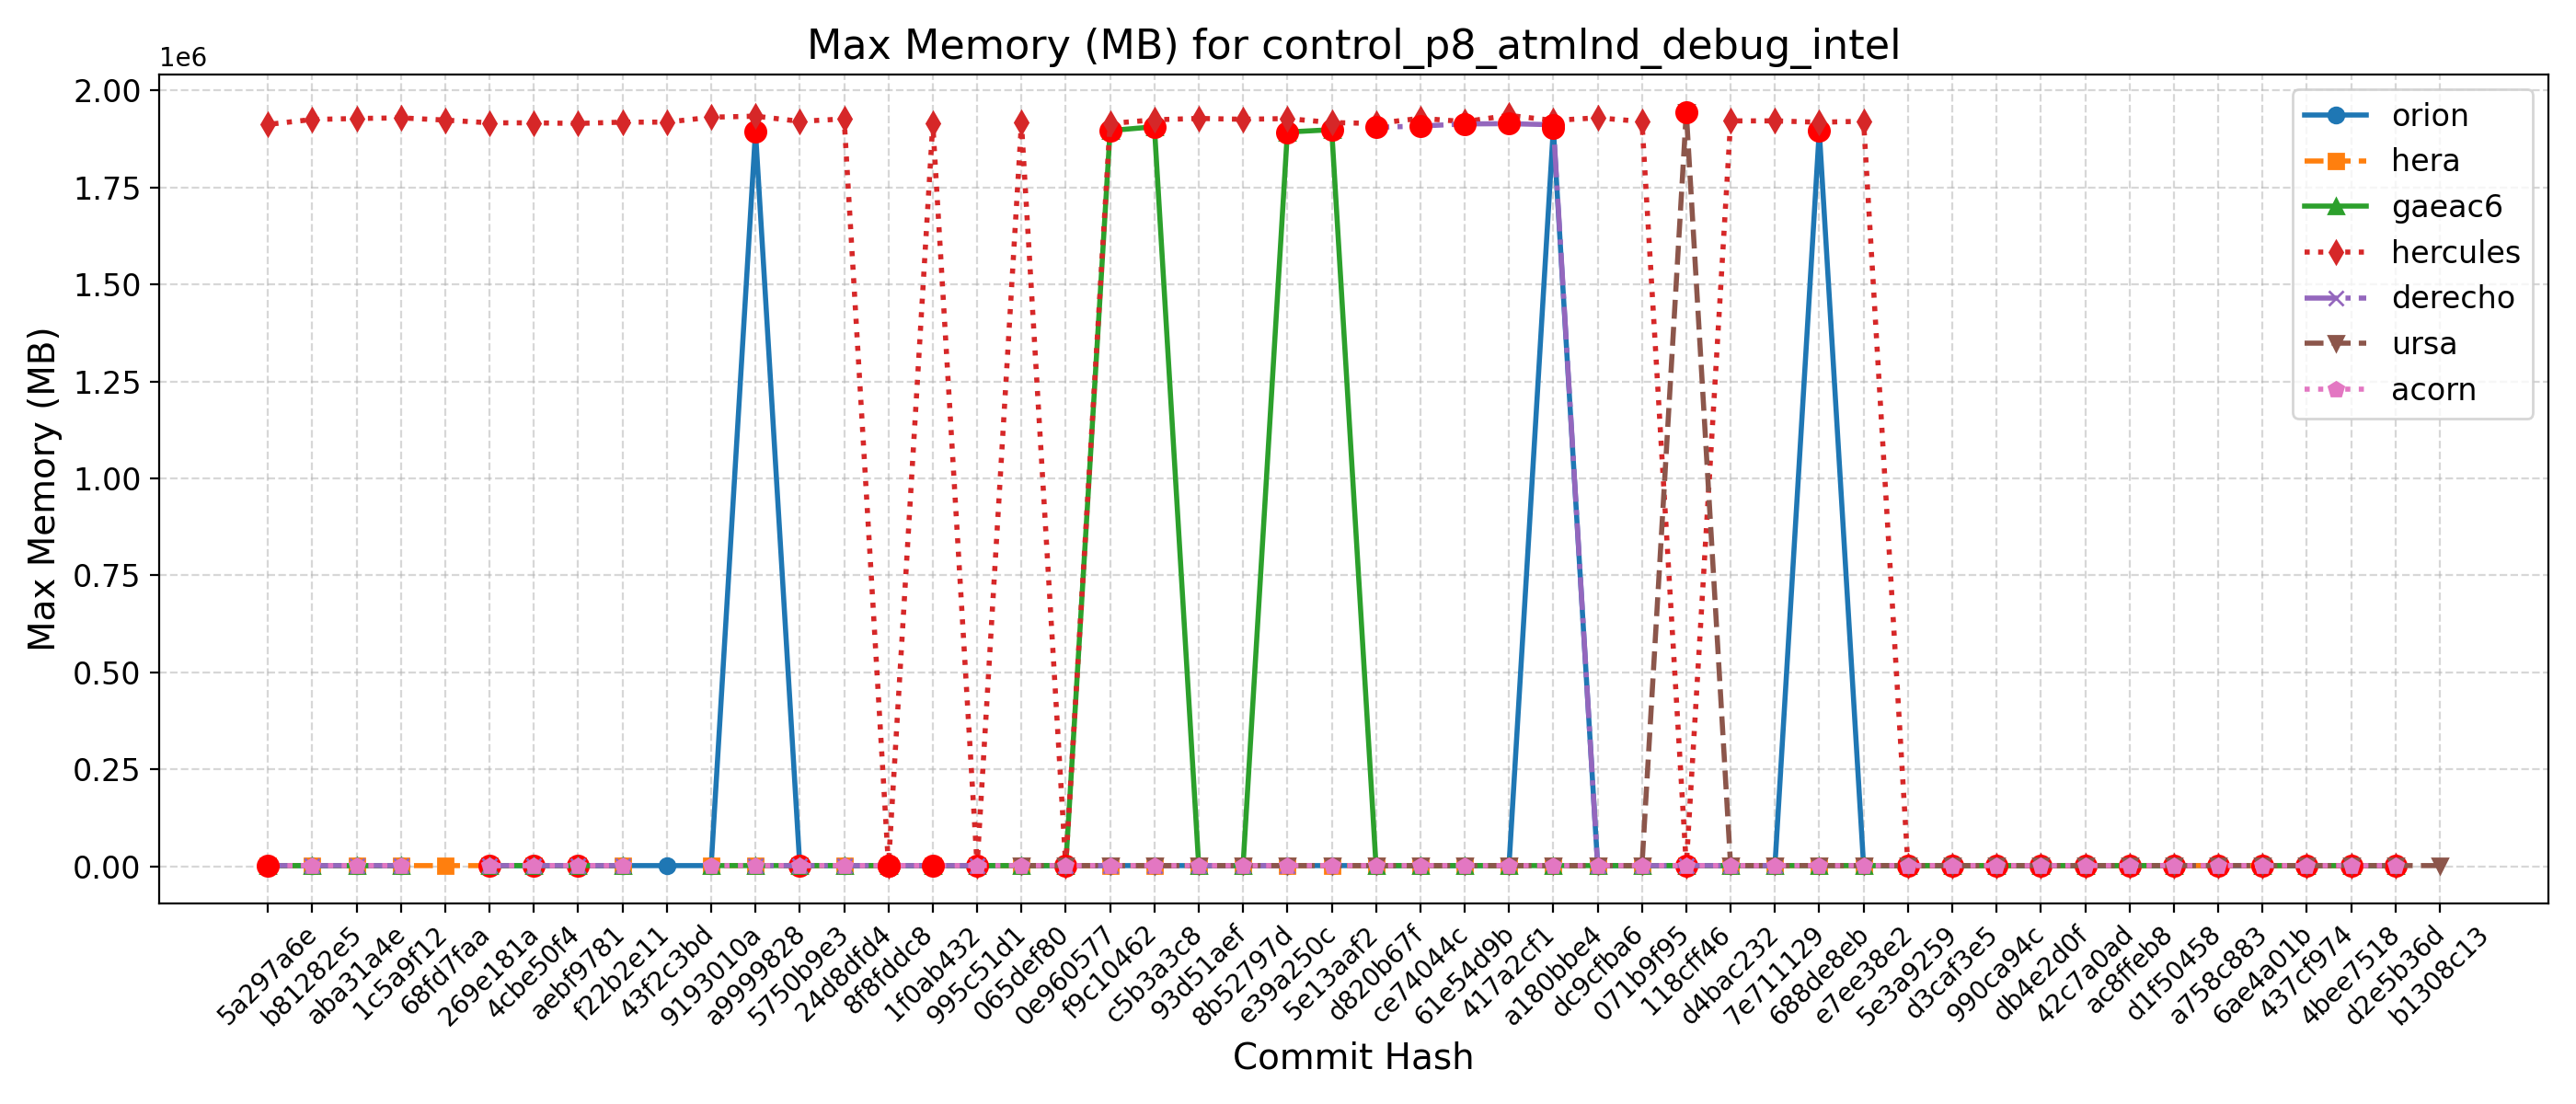 Max Memory (MB) for control_p8_atmlnd_debug_intel
1e6
2.00
1.75
1.50
1.25
1.00
0.75
0.50
0.25
0.00
Max Memory (MB)
orion
hera
gaeac6
hercules
derecho
ursa
acorn
5a297a6e
b81282e5
aba31a4e
1c5a9f12
68fd7faa
269e181a
4cbe50f4
aebf9781
f22b2e11
43f2c3bd
9193010a
a9999828
5750b9e3
24d8dfd4
8f8fddc8
1f0ab432
995c51d1
065def80
0e960577
f9c10462
c5b3a3c8
93d51aef
8b52797d
e39a250c
5e13aaf2
d820b67f
ce74044c
61e54d9b
417a2cf1
a180bbe4
dc9cfba6
071b9f95
118cff46
d4bac232
7e711129
688de8eb
e7ee38e2
5e3a9259
d3caf3e5
990ca94c
db4e2d0f
42c7a0ad
ac8ffeb8
d1f50458
a758c883
6ae4a01b
437cf974
4bee7518
d2e5b36d
b1308c13
Commit Hash